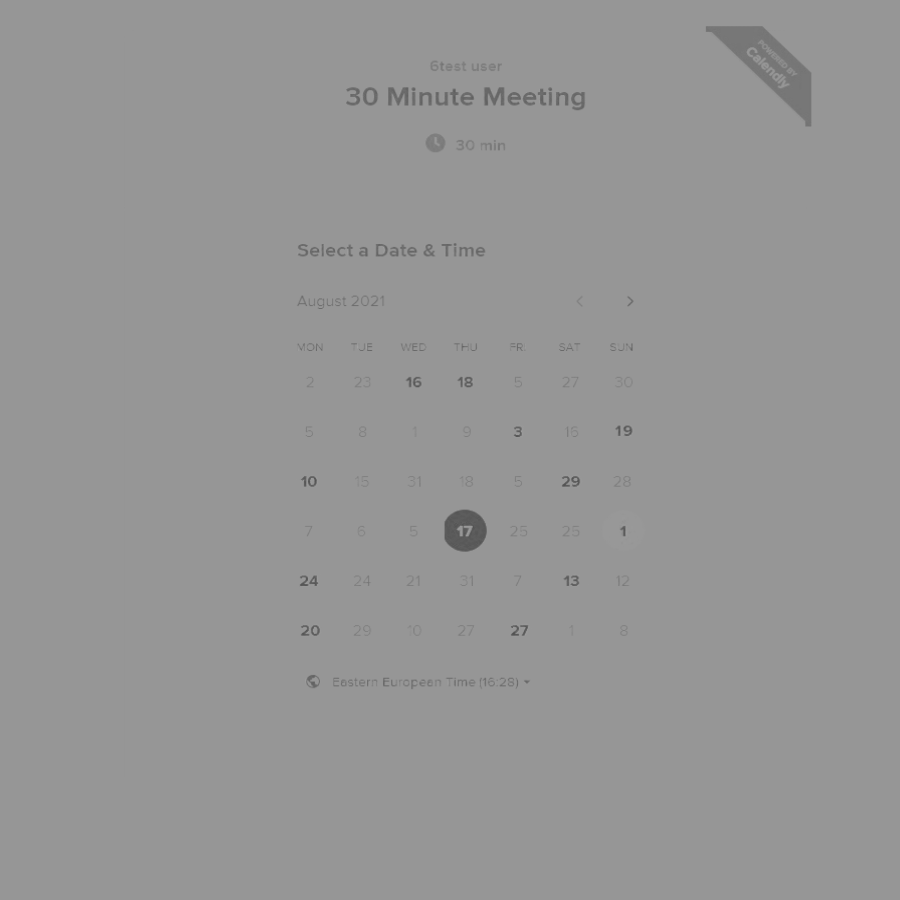 POWERED BY
Calendly
6test user
30 Minute Meeting
30 min
Select a Date & Time
August 2021
MON TUE WED THU FRI SAT SUN
2 23 16 18 5 27 30
5 8 1 9 3 15 19
10 15 31 18 5 29 28
7 6 5 17 25 25 1
24 24 21 31 7 13 12
20 29 10 27 27 1 8
Eastern European Time (16:28)